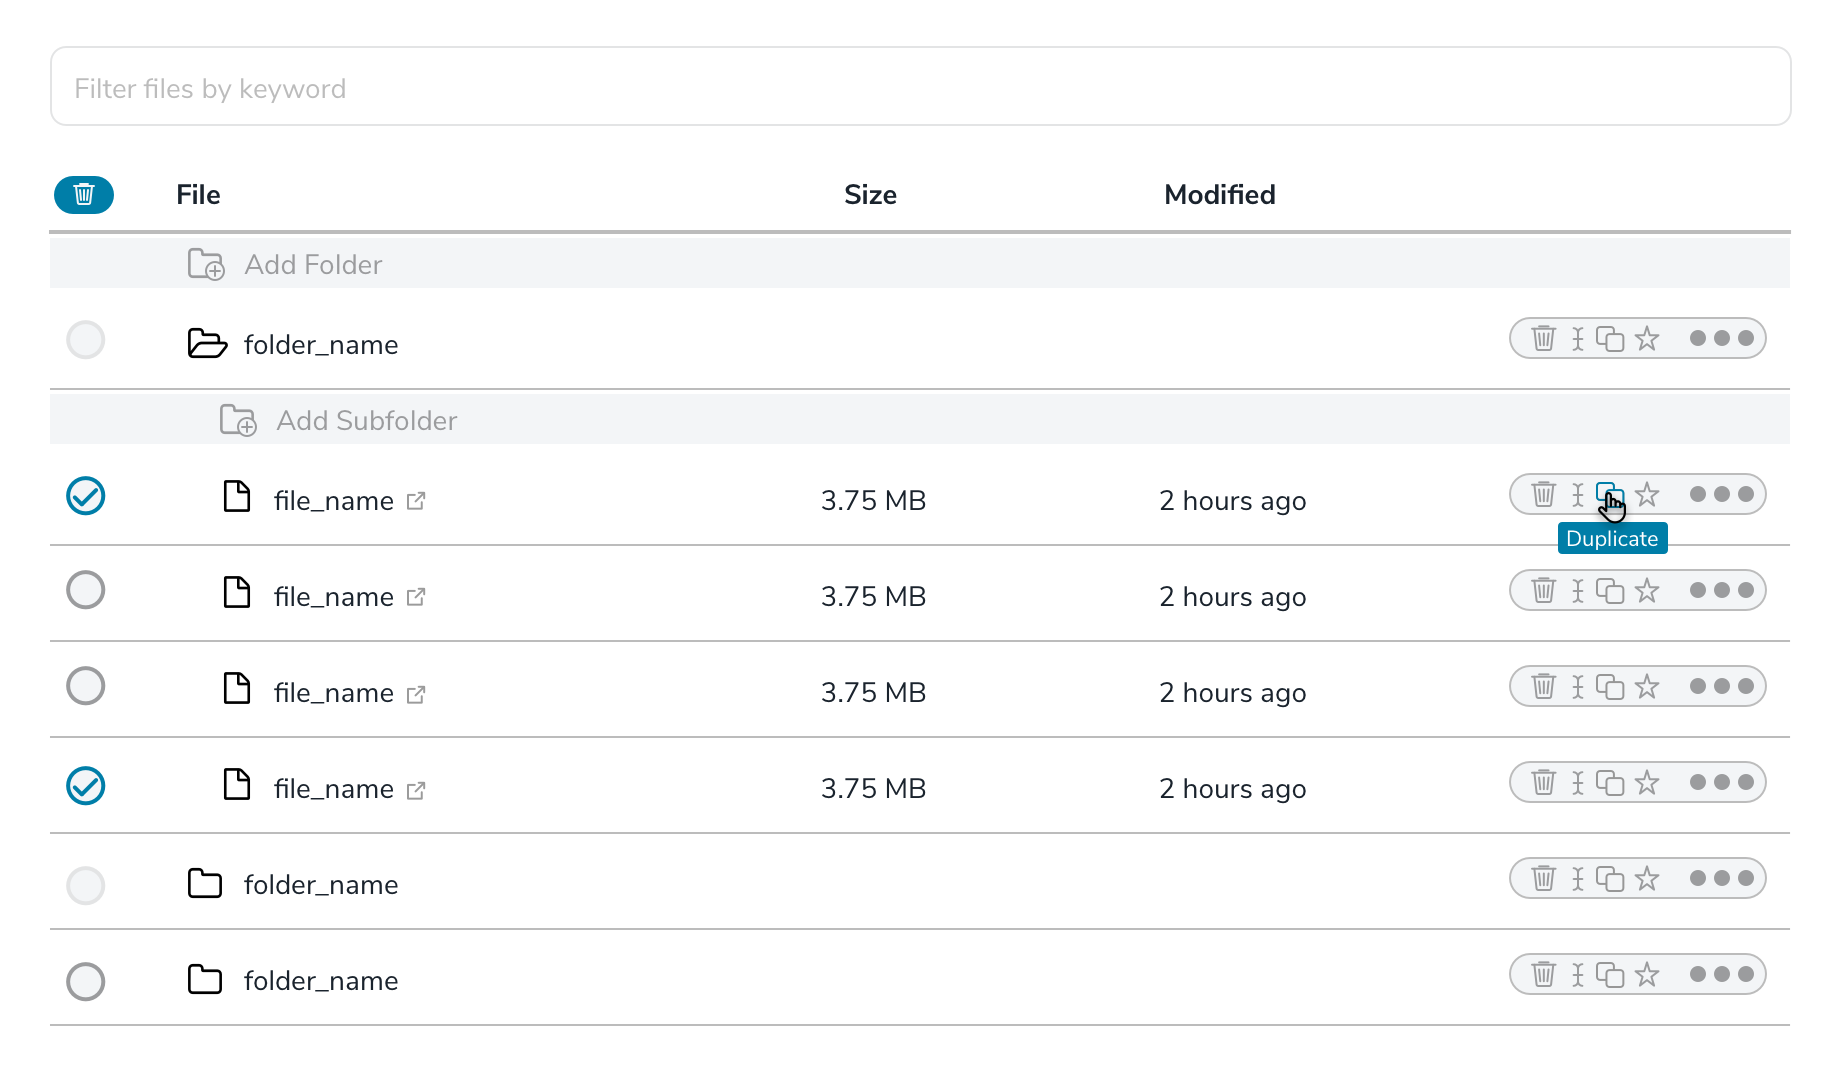 Filter files by keyword
File Size Modified
Add Folder
folder_name
Add Subfolder
file_name 3.75 MB 2 hours ago
Duplicate
file_name 3.75 MB 2 hours ago
file_name 3.75 MB 2 hours ago
file_name 3.75 MB 2 hours ago
folder_name
folder_name